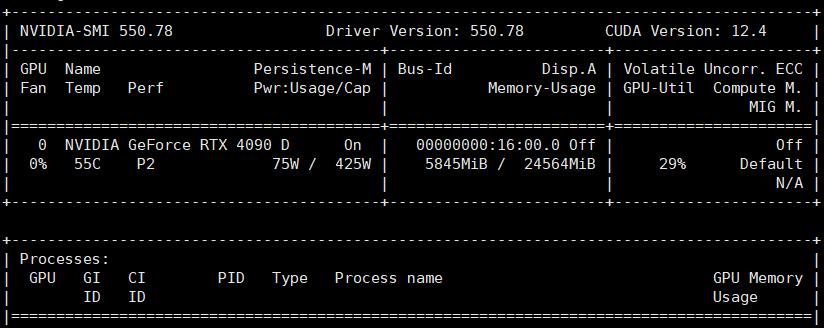 +-----------------------------------------------------------------------------------------+
| NVIDIA-SMI 550.78                 Driver Version: 550.78         CUDA Version: 12.4     |
|-----------------------------------------+------------------------+----------------------+
| GPU  Name                 Persistence-M | Bus-Id          Disp.A | Volatile Uncorr. ECC |
| Fan  Temp   Perf          Pwr:Usage/Cap |           Memory-Usage | GPU-Util  Compute M. |
|                                         |                        |               MIG M. |
|=========================================+========================+======================|
|   0  NVIDIA GeForce RTX 4090 D      On  |   00000000:16:00.0 Off |                  Off |
|  0%   55C    P2              75W /  425W |    5845MiB /  24564MiB |     29%      Default |
|                                         |                        |                  N/A |
+-----------------------------------------+------------------------+----------------------+
+-----------------------------------------------------------------------------------------+
| Processes:                                                                              |
|  GPU   GI   CI        PID   Type   Process name                              GPU Memory |
|        ID   ID                                                               Usage      |
|=========================================================================================|